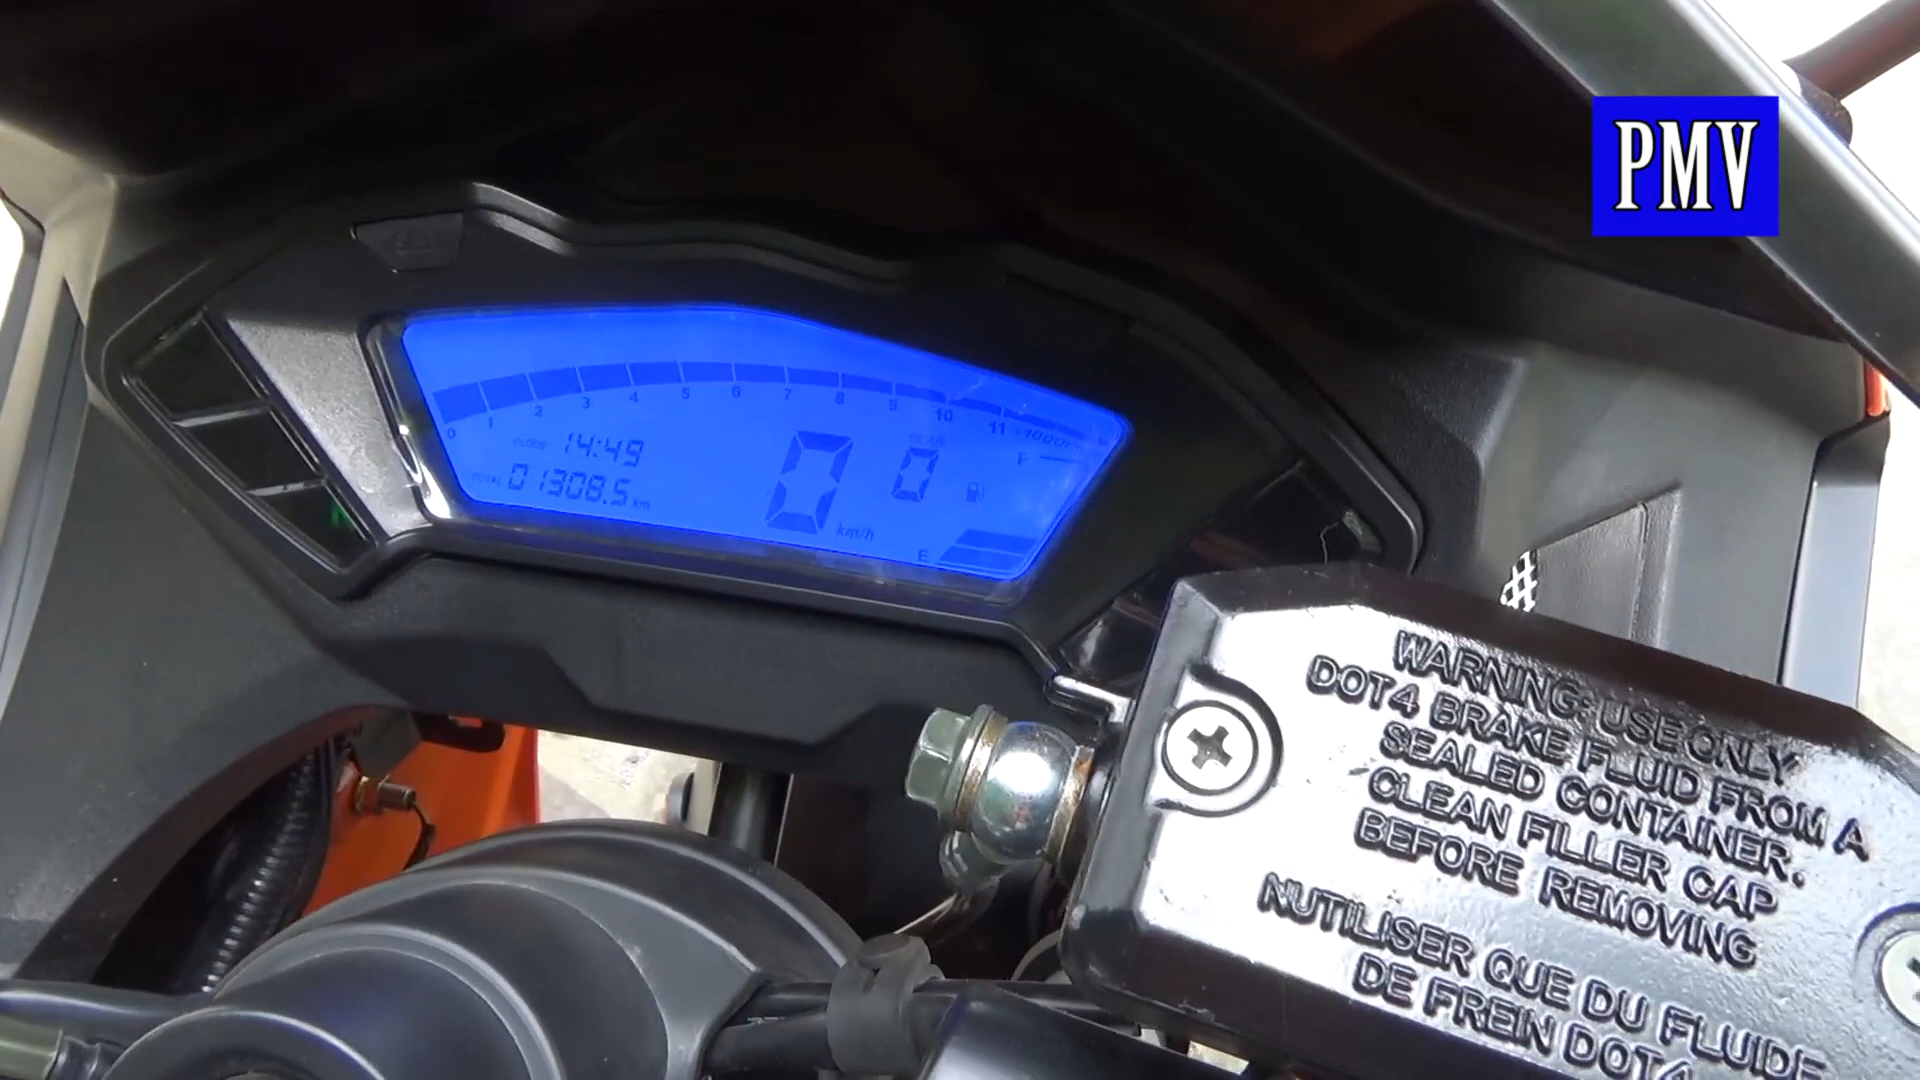 PMV
0 1 2 3 4 5 6 7 8 9 10 11
CLOCK 14:49
TOTAL 01308.5 km
0 km/h
GEAR
0
F
E
WARNING: USE ONLY
DOT4 BRAKE FLUID FROM A
SEALED CONTAINER.
CLEAN FILLER CAP
BEFORE REMOVING
NUTILISER QUE DU FLUIDE
DE FREIN DOT4